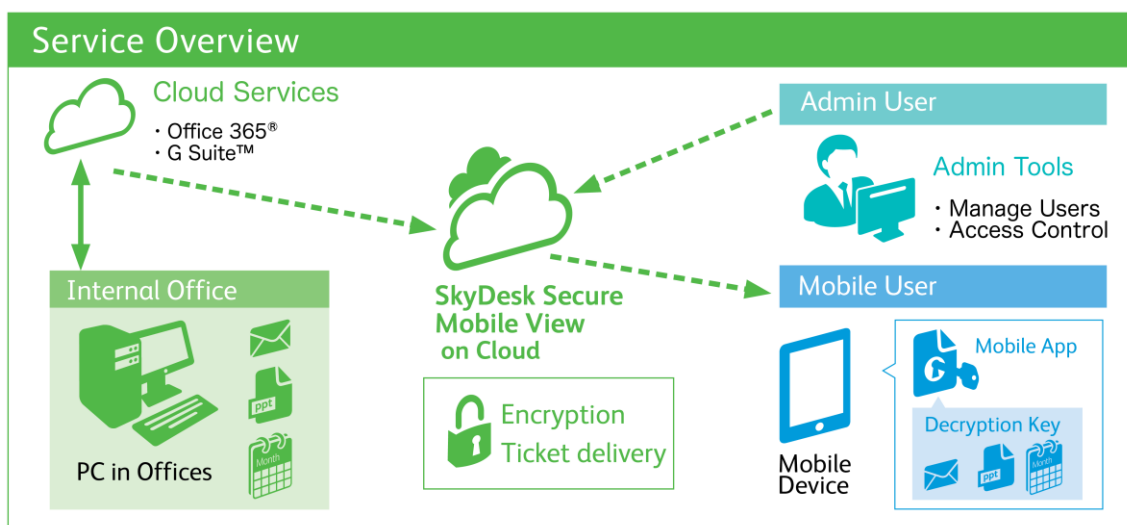 Service Overview
Cloud Services
・Office 365®
・G Suite™
Internal Office
ppt
Month
PC in Offices
SkyDesk Secure
Mobile View
on Cloud
Encryption
Ticket delivery
Admin User
Admin Tools
・Manage Users
・Access Control
Mobile User
Mobile App
Decryption Key
ppt
Month
Mobile
Device